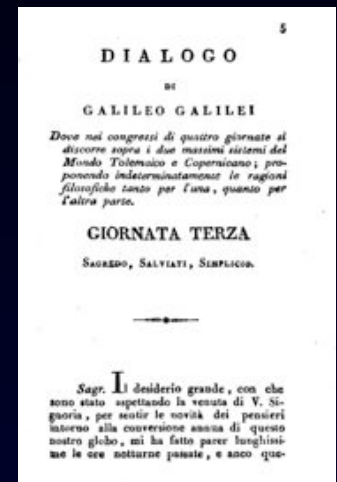 5
DIALOGO
DI
GALILEO GALILEI
Dove nei congressi di quattro giornate si
discorre sopra i due massimi sistemi del
Mondo Tolemaico e Copernicano; pro-
ponendo indeterminatamente le ragioni
filosofiche tanto per l'una, quanto per
l'altra parte.
GIORNATA TERZA
SAGREDO, SALVIATI, SIMPLICIO.
Sagr. Il desiderio grande, con che
sono stato aspettando la venuta di V. Si-
gnoria, per sentir le novità dei pensieri
intorno alla conversione annua di questo
nostro globo, mi ha fatto parer lunghissi-
me le ore notturne passate, e anco que-